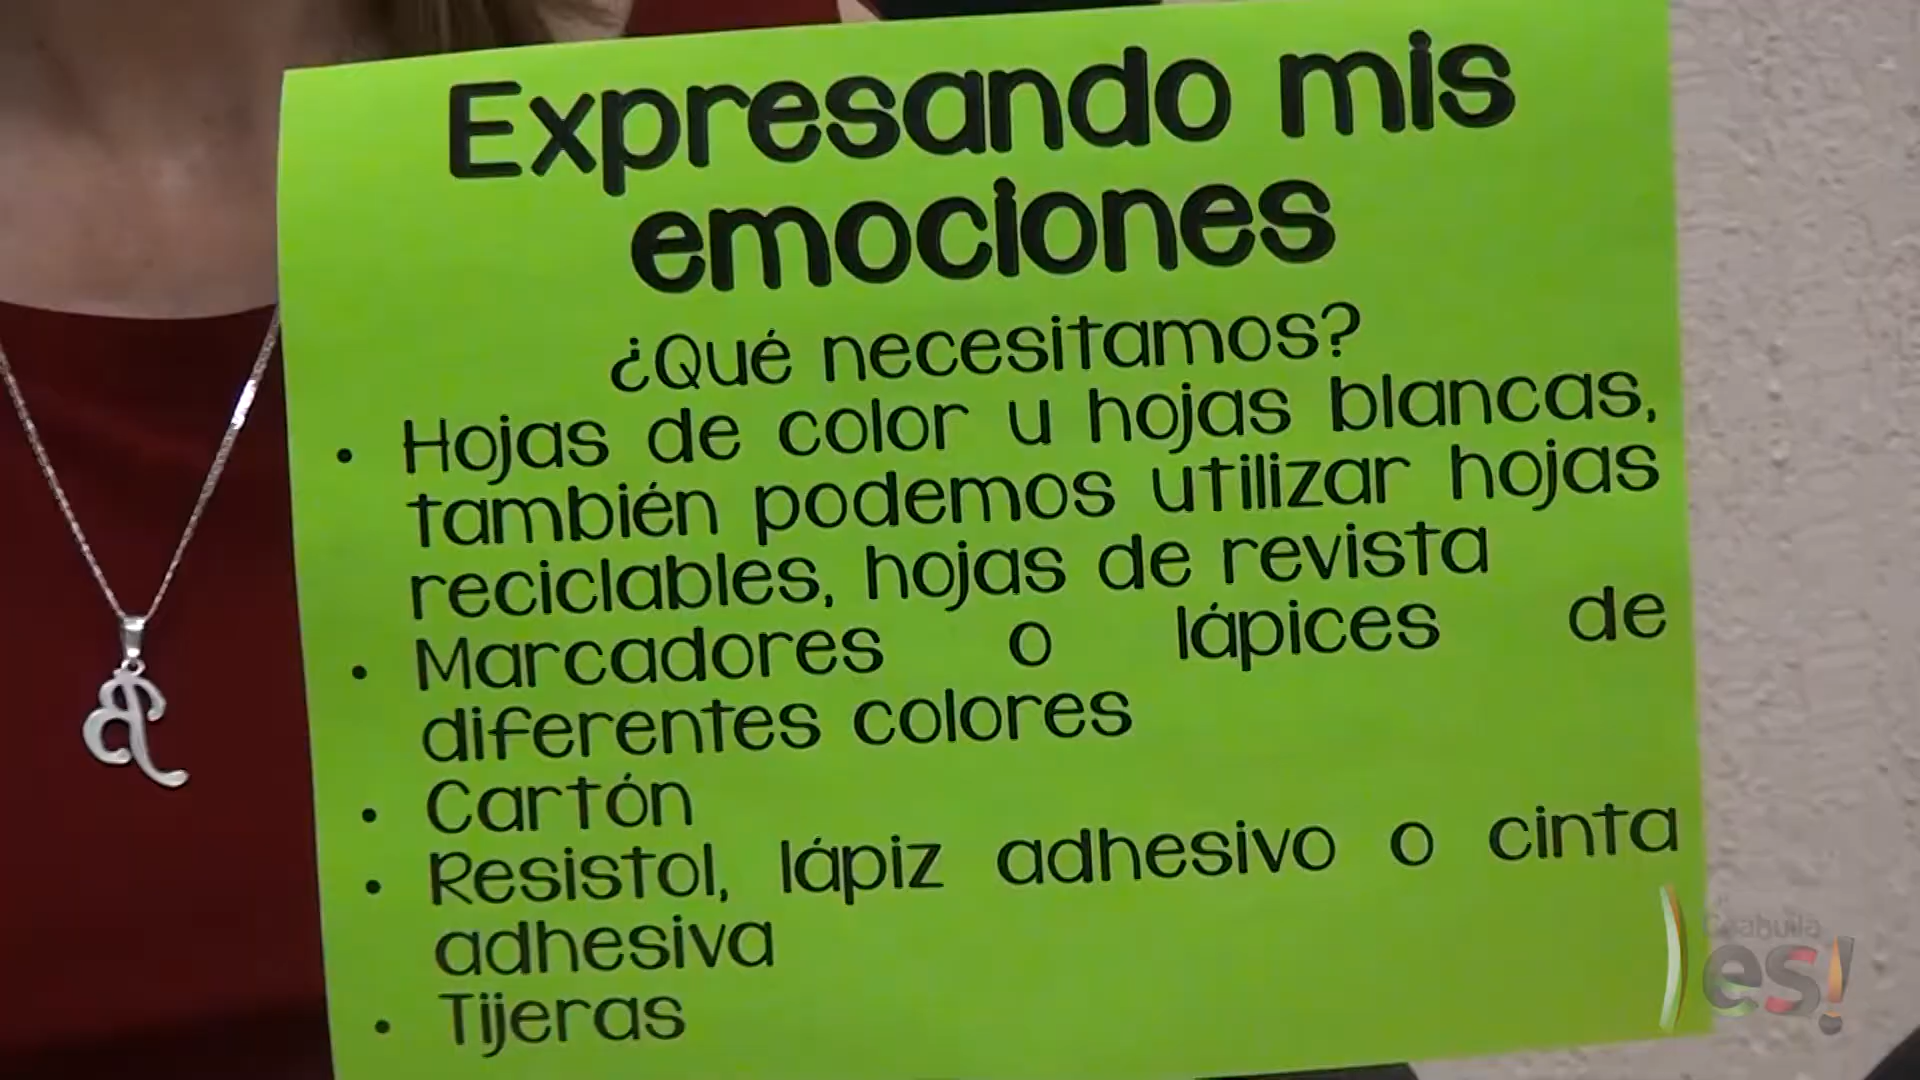 Expresando mis
emociones
¿Qué necesitamos?
• Hojas de color u hojas blancas,
también podemos utilizar hojas
reciclables, hojas de revista
• Marcadores o lápices de
diferentes colores
• Cartón
• Resistol, lápiz adhesivo o cinta
adhesiva
• Tijeras
Coahuila
es!